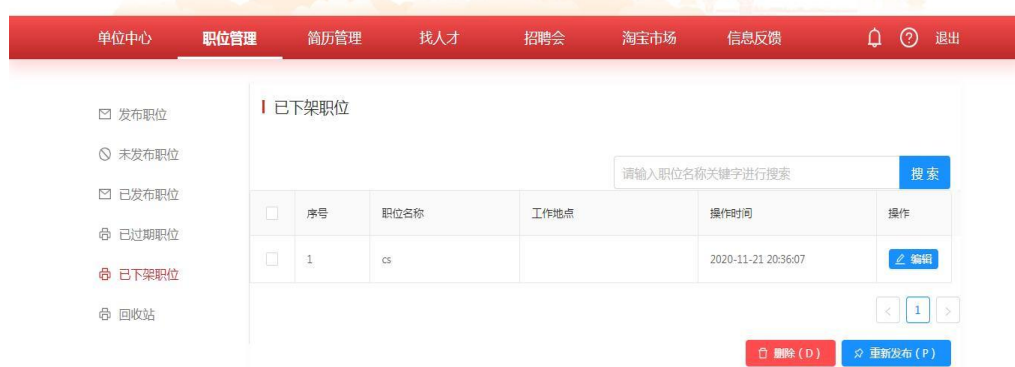 单位中心 职位管理 简历管理 找人才 招聘会 淘宝市场 信息反馈 退出
发布职位
未发布职位
已发布职位
已过期职位
已下架职位
回收站
已下架职位
请输入职位名称关键字进行搜索 搜索
序号 职位名称 工作地点 操作时间 操作
1 cs 2020-11-21 20:36:07 编辑
< 1 >
删除(D) 重新发布(P)